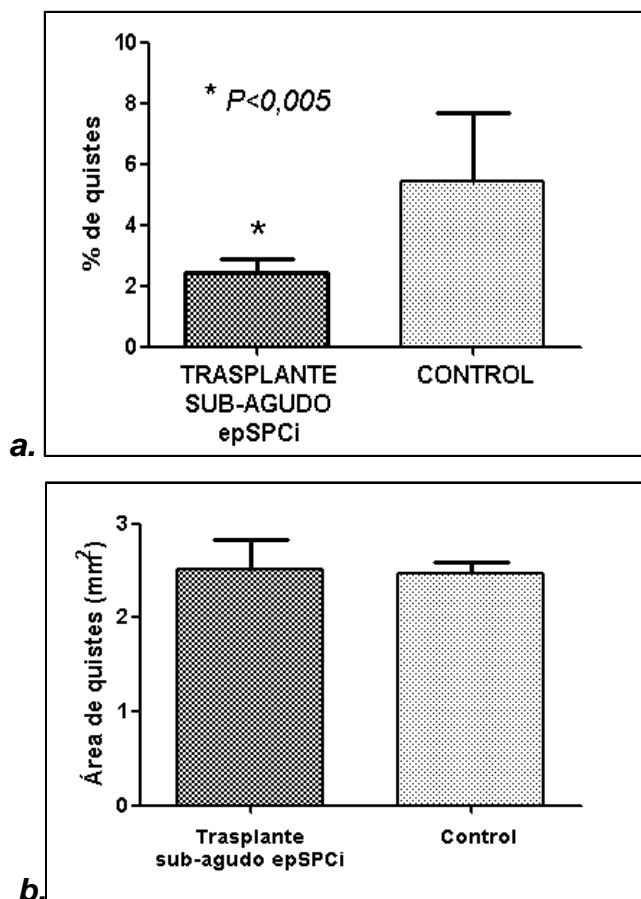 10
8
6
4
2
0
% de quistes
* P<0,005
*
TRASPLANTE
SUB-AGUDO
epSPCi
CONTROL
a.
3
2
1
0
Área de quistes (mm²)
Trasplante
sub-agudo epSPCi
Control
b.